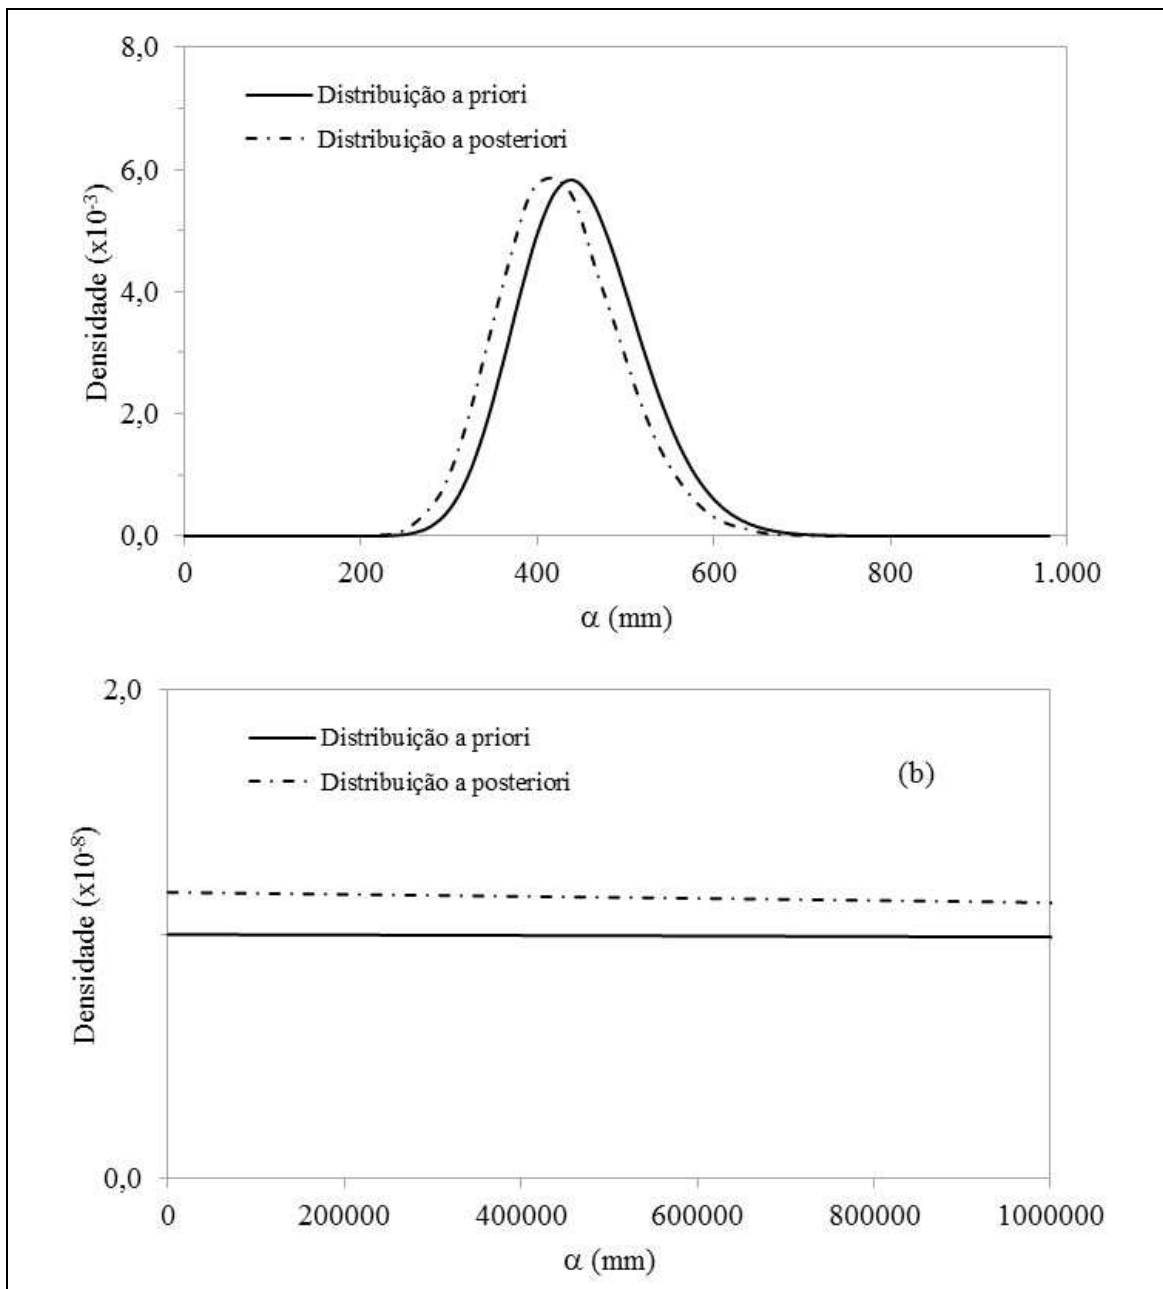 8,0
Distribuição a priori
Distribuição a posteriori
6,0
4,0
2,0
0,0
Densidade (x10⁻³)
0 200 400 600 800 1.000
α (mm)
2,0
Distribuição a priori
Distribuição a posteriori
(b)
Densidade (x10⁻⁸)
0,0
0 200000 400000 600000 800000 1000000
α (mm)